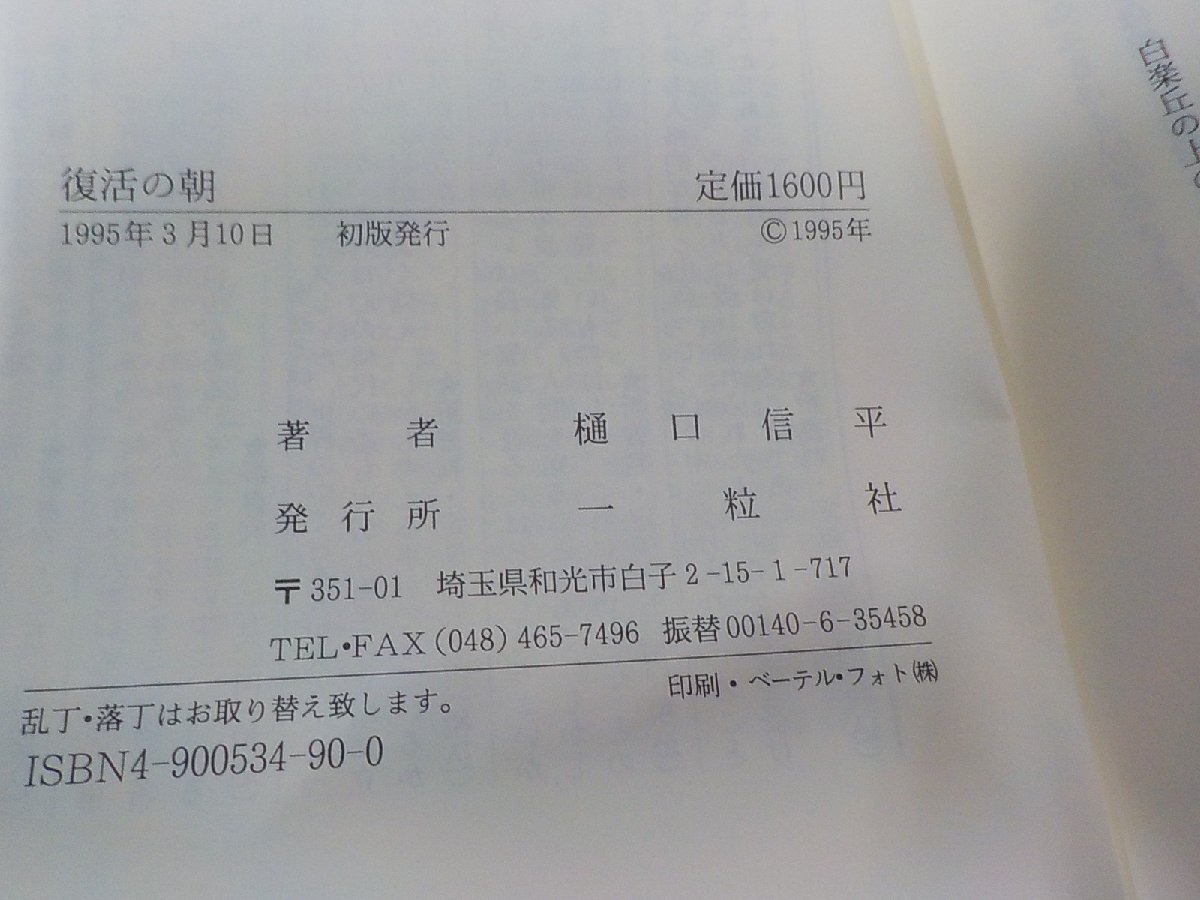 復活の朝 定価1600円
1995年3月10日 初版発行 ©1995年
著者 樋口信平
発行所 一粒社
〒351-01 埼玉県和光市白子2-15-1-717
TEL・FAX(048)465-7496 振替00140-6-35458
印刷・ベーテル・フォト㈱
乱丁・落丁はお取り替え致します。
ISBN4-900534-90-0
白楽丘の上